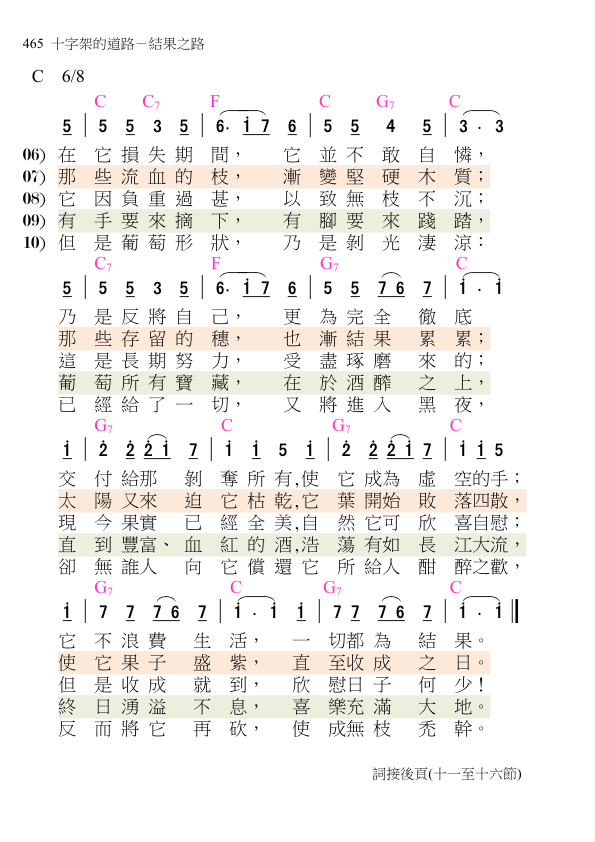 465 十字架的道路－結果之路
C 6/8
C C7 F C G7 C
5 | 5 5 3 5 | 6· i 7 6 | 5 5 4 5 | 3 · 3
06) 在 它 損 失 期 間， 它 並 不 敢 自 憐，
07) 那 些 流 血 的 枝， 漸 變 堅 硬 木 質；
08) 它 因 負 重 過 甚， 以 致 無 枝 不 沉；
09) 有 手 要 來 摘 下， 有 腳 要 來 踐 踏，
10) 但 是 葡 萄 形 狀， 乃 是 剝 光 淒 涼：
C7 F G7 C
5 | 5 5 3 5 | 6· i 7 6 | 5 5 7 6 7 | i · i
乃 是 反 將 自 己， 更 為 完 全 徹 底
那 些 存 留 的 穗， 也 漸 結 果 累 累；
這 是 長 期 努 力， 受 盡 琢 磨 來 的；
葡 萄 所 有 寶 藏， 在 於 酒 醡 之 上，
已 經 給 了 一 切， 又 將 進 入 黑 夜，
G7 C G7 C
i | 2 2 2 i 7 | i i 5 i | 2 2 2 i 7 | i i 5
交 付 給那 剝 奪 所 有,使 它 成為 虛 空的手；
太 陽 又來 迫 它 枯 乾,它 葉 開始 敗 落四散，
現 今 果實 已 經 全 美,自 然 它可 欣 喜自慰；
直 到 豐富、 血 紅 的 酒,浩 蕩 有如 長 江大流，
卻 無 誰人 向 它 償 還 它 所 給人 酣 醉之歡，
G7 C G7 C
i | 7 7 7 6 7 | i · i i | 7 7 7 6 7 | i · i ‖
它 不 浪 費 生 活， 一 切都 為 結 果。
使 它 果 子 盛 紫， 直 至收 成 之 日。
但 是 收 成 就 到， 欣 慰日 子 何 少！
終 日 湧 溢 不 息， 喜 樂充 滿 大 地。
反 而 將 它 再 砍， 使 成無 枝 禿 幹。
詞接後頁(十一至十六節)